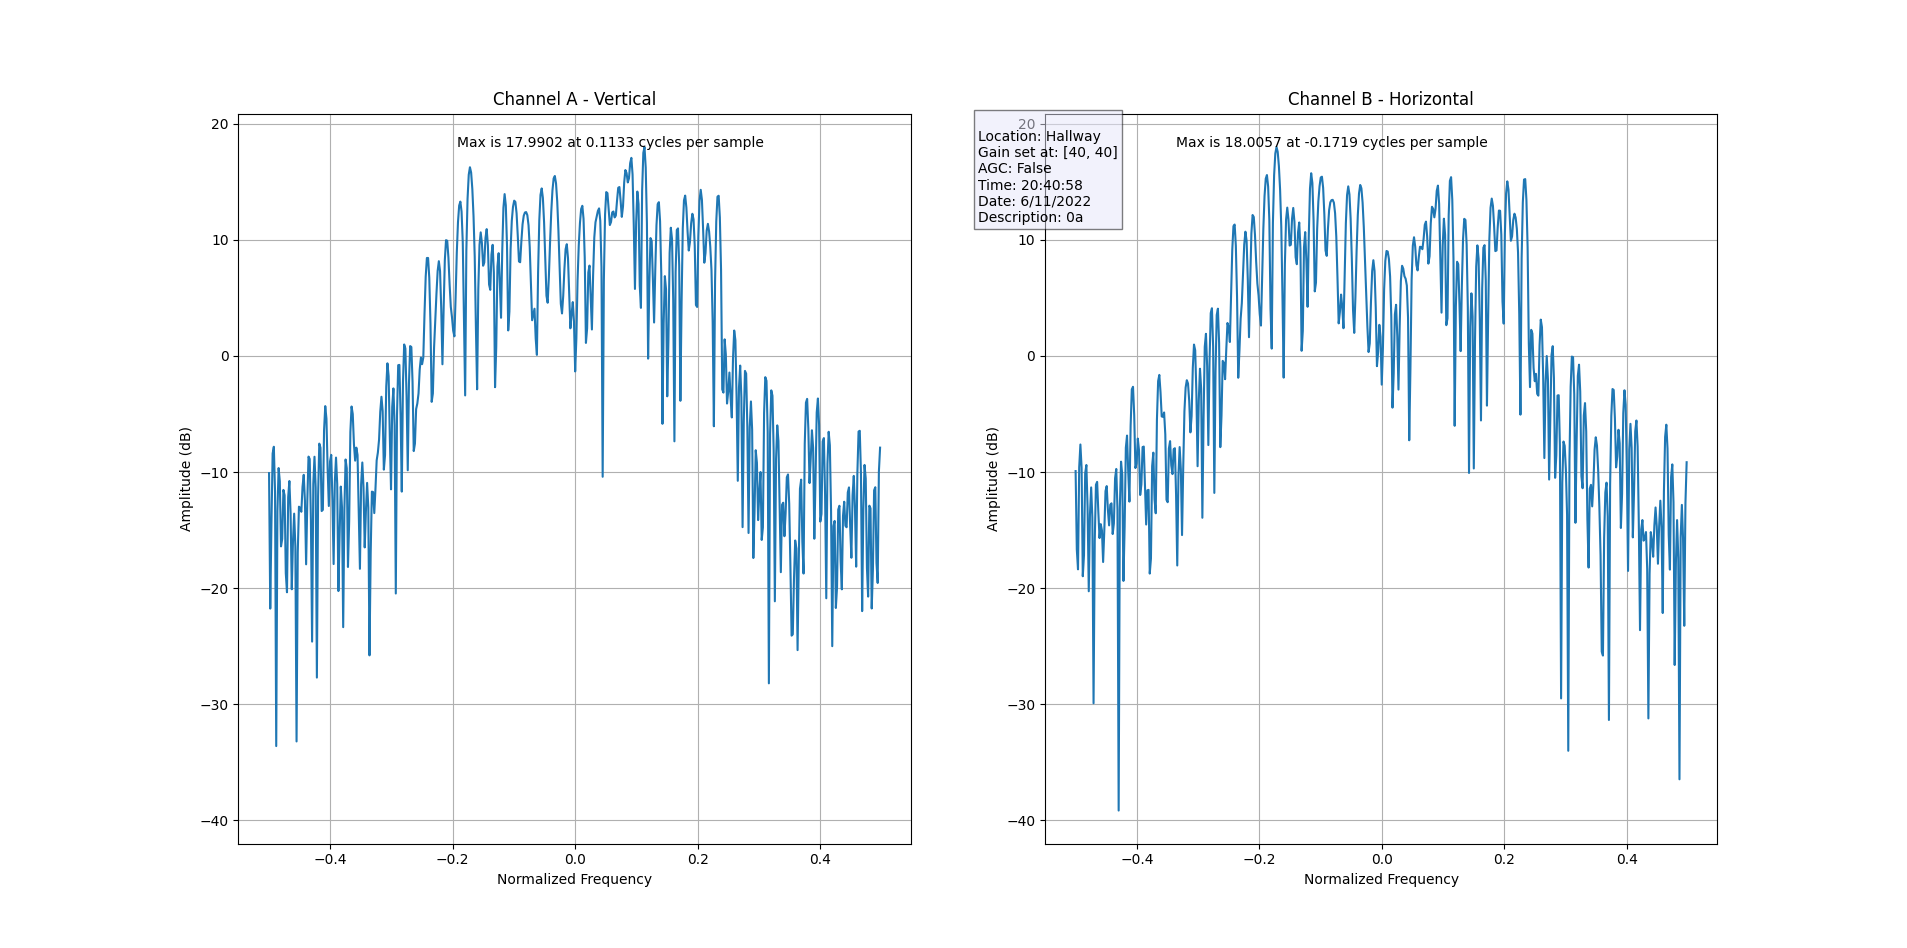 Channel A - Vertical
Max is 17.9902 at 0.1133 cycles per sample
20
10
0
−10
−20
−30
−40
Amplitude (dB)
−0.4 −0.2 0.0 0.2 0.4
Normalized Frequency
Channel B - Horizontal
Max is 18.0057 at -0.1719 cycles per sample
Location: Hallway
Gain set at: [40, 40]
AGC: False
Time: 20:40:58
Date: 6/11/2022
Description: 0a
20
10
0
−10
−20
−30
−40
Amplitude (dB)
−0.4 −0.2 0.0 0.2 0.4
Normalized Frequency